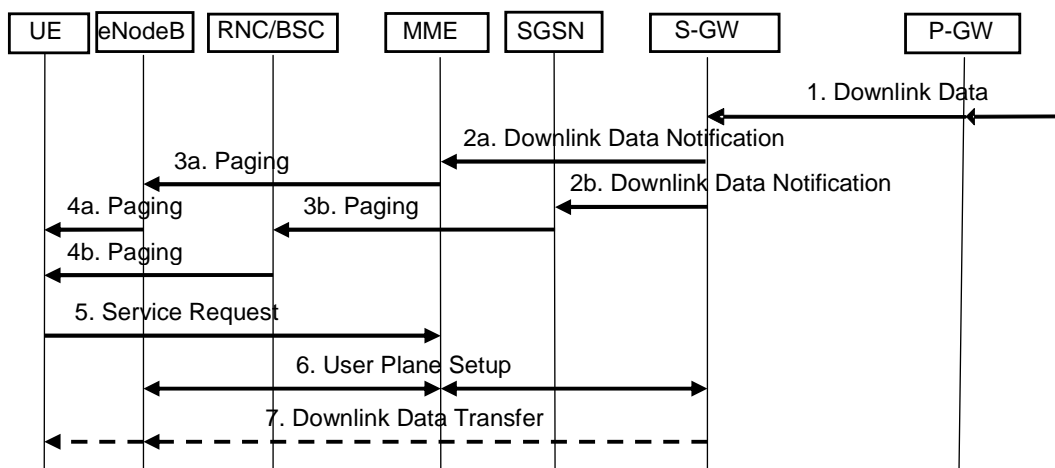 UE eNodeB RNC/BSC MME SGSN S-GW P-GW
1. Downlink Data
2a. Downlink Data Notification
3a. Paging
2b. Downlink Data Notification
4a. Paging 3b. Paging
4b. Paging
5. Service Request
6. User Plane Setup
7. Downlink Data Transfer